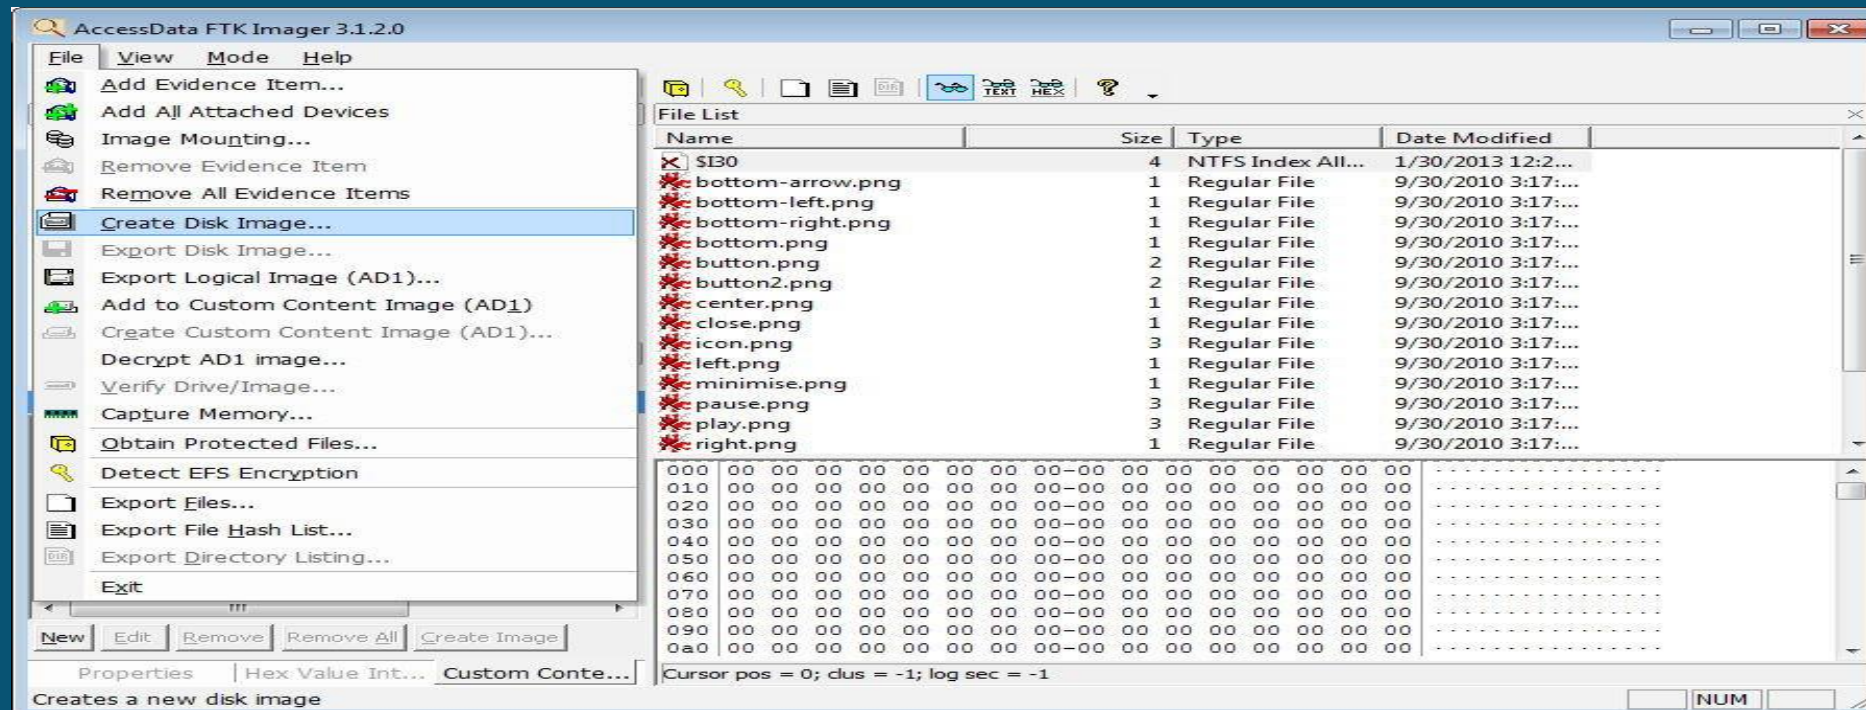 AccessData FTK Imager 3.1.2.0
File View Mode Help
Add Evidence Item...
Add All Attached Devices
Image Mounting...
Remove Evidence Item
Remove All Evidence Items
Create Disk Image...
Export Disk Image...
Export Logical Image (AD1)...
Add to Custom Content Image (AD1)
Create Custom Content Image (AD1)...
Decrypt AD1 image...
Verify Drive/Image...
Capture Memory...
Obtain Protected Files...
Detect EFS Encryption
Export Files...
Export File Hash List...
DIR Export Directory Listing...
Exit
New Edit Remove Remove All Create Image
Properties Hex Value Int... Custom Conte...
DIR TEXT HEX
File List
Name Size Type Date Modified
$I30 4 NTFS Index All... 1/30/2013 12:2...
bottom-arrow.png 1 Regular File 9/30/2010 3:17:...
bottom-left.png 1 Regular File 9/30/2010 3:17:...
bottom-right.png 1 Regular File 9/30/2010 3:17:...
bottom.png 1 Regular File 9/30/2010 3:17:...
button.png 2 Regular File 9/30/2010 3:17:...
button2.png 2 Regular File 9/30/2010 3:17:...
center.png 1 Regular File 9/30/2010 3:17:...
close.png 1 Regular File 9/30/2010 3:17:...
icon.png 3 Regular File 9/30/2010 3:17:...
left.png 1 Regular File 9/30/2010 3:17:...
minimise.png 1 Regular File 9/30/2010 3:17:...
pause.png 3 Regular File 9/30/2010 3:17:...
play.png 3 Regular File 9/30/2010 3:17:...
right.png 1 Regular File 9/30/2010 3:17:...
000 00 00 00 00 00 00 00 00-00 00 00 00 00 00 00 00 ................
010 00 00 00 00 00 00 00 00-00 00 00 00 00 00 00 00 ................
020 00 00 00 00 00 00 00 00-00 00 00 00 00 00 00 00 ................
030 00 00 00 00 00 00 00 00-00 00 00 00 00 00 00 00 ................
040 00 00 00 00 00 00 00 00-00 00 00 00 00 00 00 00 ................
050 00 00 00 00 00 00 00 00-00 00 00 00 00 00 00 00 ................
060 00 00 00 00 00 00 00 00-00 00 00 00 00 00 00 00 ................
070 00 00 00 00 00 00 00 00-00 00 00 00 00 00 00 00 ................
080 00 00 00 00 00 00 00 00-00 00 00 00 00 00 00 00 ................
090 00 00 00 00 00 00 00 00-00 00 00 00 00 00 00 00 ................
0a0 00 00 00 00 00 00 00 00-00 00 00 00 00 00 00 00 ................
Cursor pos = 0; clus = -1; log sec = -1
Creates a new disk image NUM